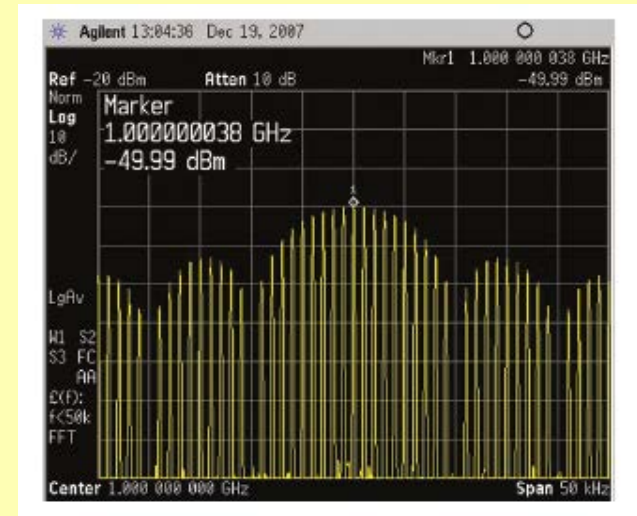 Agilent 13:04:36 Dec 19, 2007
Mkr1 1.000 000 038 GHz
Ref -20 dBm Atten 10 dB -49.99 dBm
Norm
Log
10
dB/
Marker
1.000000038 GHz
-49.99 dBm
1
LgAv
W1 S2
S3 FC
AA
£(f):
f<50k
FFT
Center 1.000 000 000 GHz Span 50 kHz